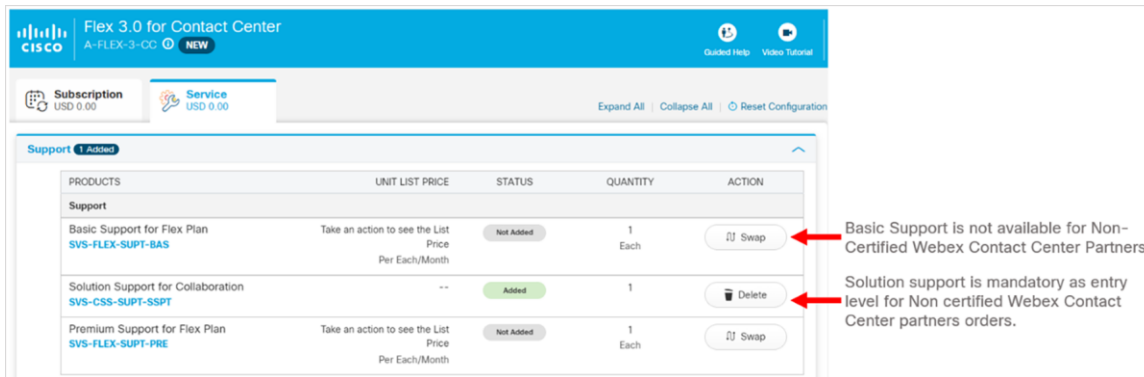 Flex 3.0 for Contact Center
CISCO
A-FLEX-3-CC NEW
Guided Help
Video Tutorial
Subscription
USD 0.00
Service
USD 0.00
Expand All | Collapse All | Reset Configuration
Support 1 Added
PRODUCTS UNIT LIST PRICE STATUS QUANTITY ACTION
Support
Basic Support for Flex Plan Take an action to see the List Not Added 1 Swap
SVS-FLEX-SUPT-BAS Price Each
Per Each/Month
Basic Support is not available for Non-
Certified Webex Contact Center Partners
Solution Support for Collaboration -- Added 1 Delete
SVS-CSS-SUPT-SSPT
Solution support is mandatory as entry
level for Non certified Webex Contact
Center partners orders.
Premium Support for Flex Plan Take an action to see the List Not Added 1 Swap
SVS-FLEX-SUPT-PRE Price Each
Per Each/Month